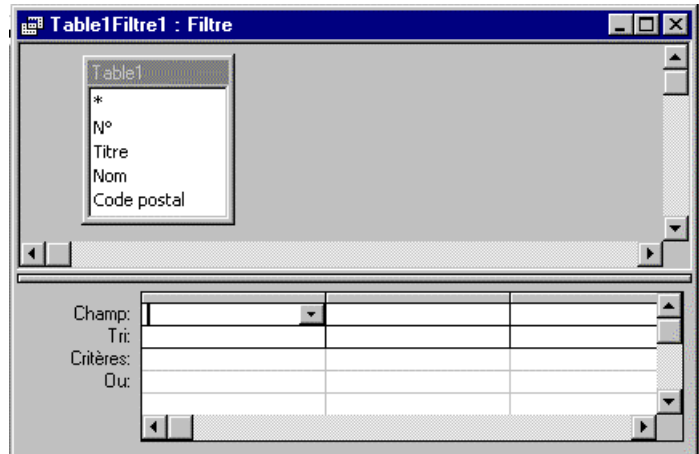 Table1Filtre1 : Filtre
Table1
*
N°
Titre
Nom
Code postal
Champ:
Tri:
Critères:
Ou: